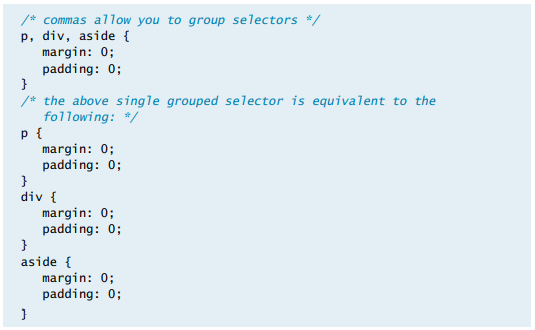 /* commas allow you to group selectors */
p, div, aside {
   margin: 0;
   padding: 0;
}
/* the above single grouped selector is equivalent to the
   following: */
p {
   margin: 0;
   padding: 0;
}
div {
   margin: 0;
   padding: 0;
}
aside {
   margin: 0;
   padding: 0;
}